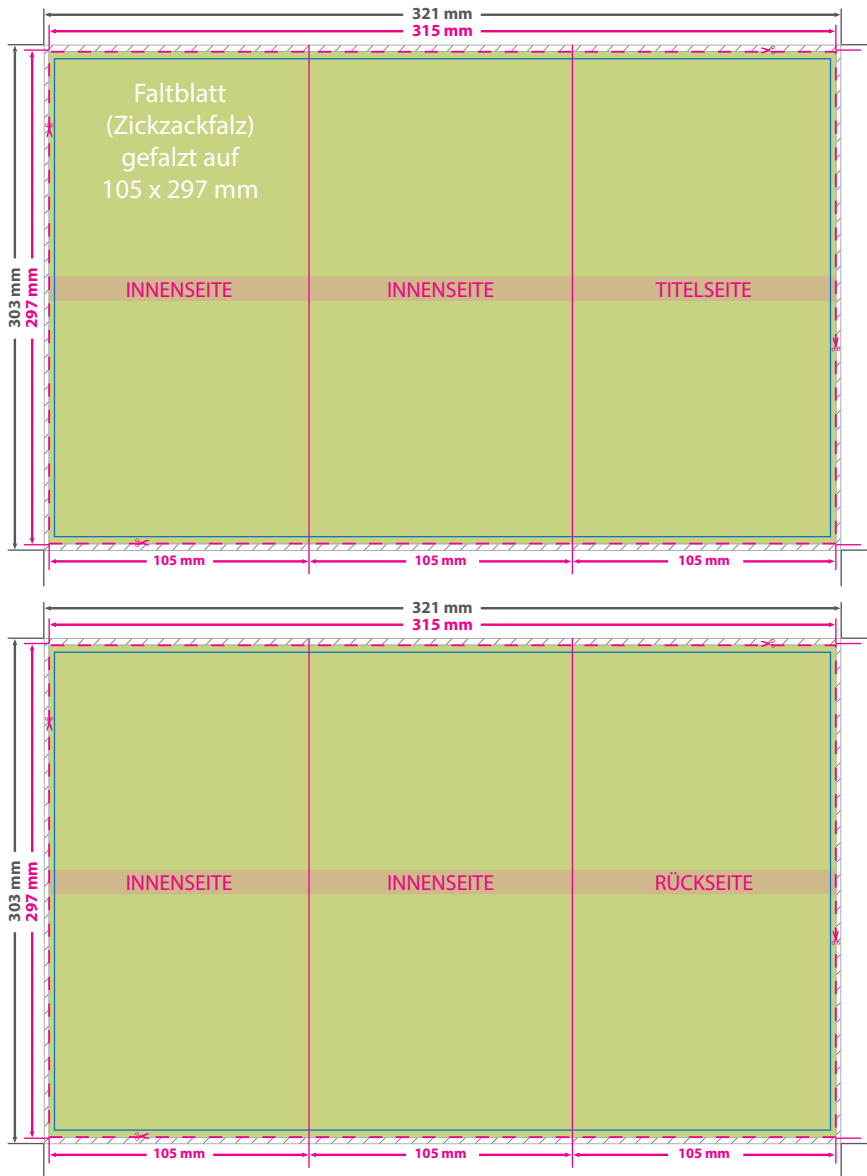 321 mm
315 mm
Faltblatt
(Zickzackfalz)
gefalzt auf
105 x 297 mm
303 mm
297 mm
INNENSEITE INNENSEITE TITELSEITE
105 mm 105 mm 105 mm
321 mm
315 mm
303 mm
297 mm
INNENSEITE INNENSEITE RÜCKSEITE
105 mm 105 mm 105 mm